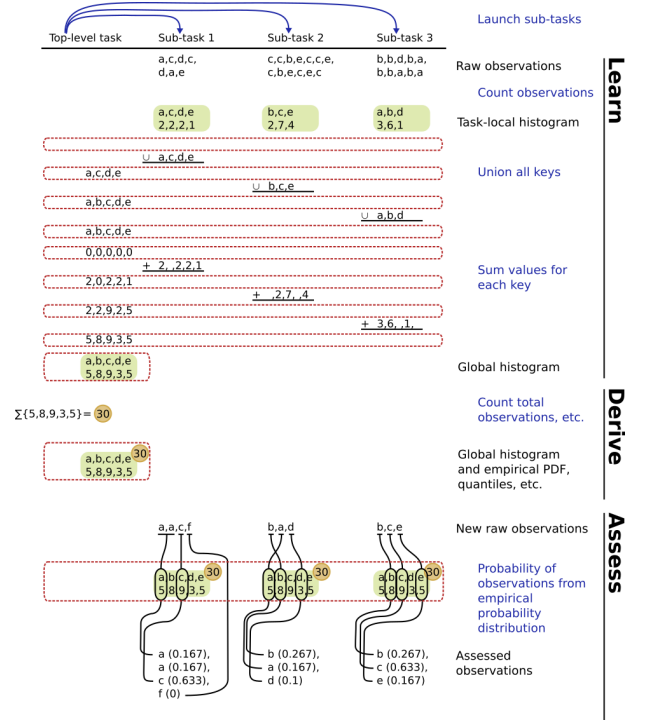 Launch sub-tasks
Top-level task Sub-task 1 Sub-task 2 Sub-task 3
a,c,d,c, c,c,b,e,c,c,e, b,b,d,b,a,
d,a,e c,b,e,c,e,c b,b,a,b,a
Raw observations
Learn
Count observations
a,c,d,e b,c,e a,b,d
2,2,2,1 2,7,4 3,6,1
Task-local histogram
∪ a,c,d,e
a,c,d,e
Union all keys
∪ b,c,e
a,b,c,d,e
∪ a,b,d
a,b,c,d,e
0,0,0,0,0
+ 2, ,2,2,1
2,0,2,2,1
Sum values for
each key
+ ,2,7, ,4
2,2,9,2,5
+ 3,6, ,1,
5,8,9,3,5
a,b,c,d,e
5,8,9,3,5
Global histogram
Derive
Count total
observations, etc.
∑{5,8,9,3,5}= 30
30
a,b,c,d,e
5,8,9,3,5
Global histogram
and empirical PDF,
quantiles, etc.
Assess
a,a,c,f b,a,d b,c,e
New raw observations
30 30 30
a,b,c,d,e a,b,c,d,e a,b,c,d,e
5,8,9,3,5 5,8,9,3,5 5,8,9,3,5
Probability of
observations from
empirical
probability
distribution
a (0.167), b (0.267), b (0.267),
a (0.167), a (0.167), c (0.633),
c (0.633), d (0.1) e (0.167)
f (0)
Assessed
observations